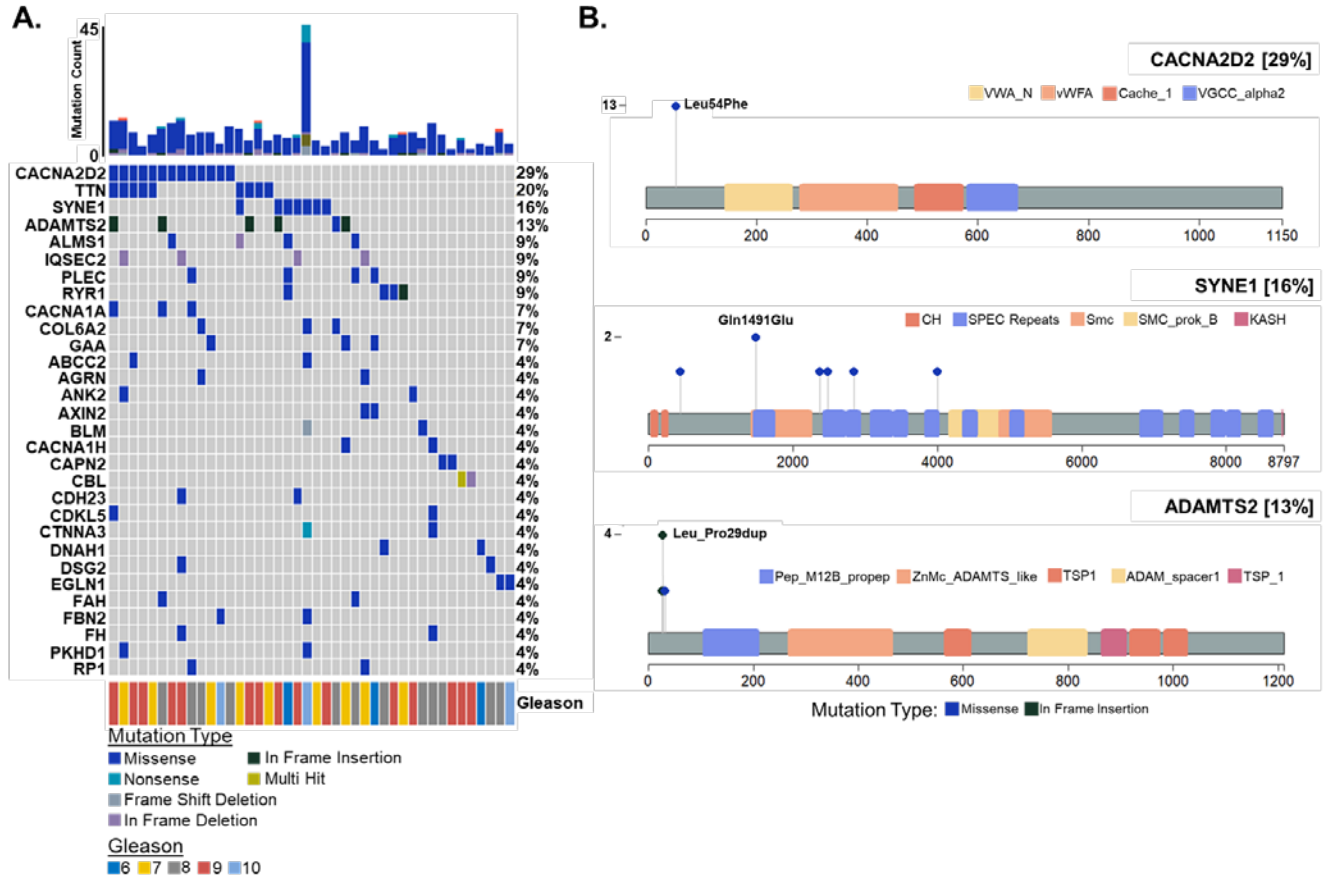 A.
45
Mutation Count
0
CACNA2D2 29%
TTN 20%
SYNE1 16%
ADAMTS2 13%
ALMS1 9%
IQSEC2 9%
PLEC 9%
RYR1 9%
CACNA1A 7%
COL6A2 7%
GAA 7%
ABCC2 4%
AGRN 4%
ANK2 4%
AXIN2 4%
BLM 4%
CACNA1H 4%
CAPN2 4%
CBL 4%
CDH23 4%
CDKL5 4%
CTNNA3 4%
DNAH1 4%
DSG2 4%
EGLN1 4%
FAH 4%
FBN2 4%
FH 4%
PKHD1 4%
RP1 4%
Gleason
Mutation Type
Missense In Frame Insertion
Nonsense Multi Hit
Frame Shift Deletion
In Frame Deletion
Gleason
6 7 8 9 10
B.
CACNA2D2 [29%]
VWA_N vWFA Cache_1 VGCC_alpha2
13
Leu54Phe
0 200 400 600 800 1000 1150
SYNE1 [16%]
CH SPEC Repeats Smc SMC_prok_B KASH
Gln1491Glu
2
0 2000 4000 6000 8000 8797
ADAMTS2 [13%]
4
Leu_Pro29dup
Pep_M12B_propep ZnMc_ADAMTS_like TSP1 ADAM_spacer1 TSP_1
0 200 400 600 800 1000 1200
Mutation Type: Missense In Frame Insertion